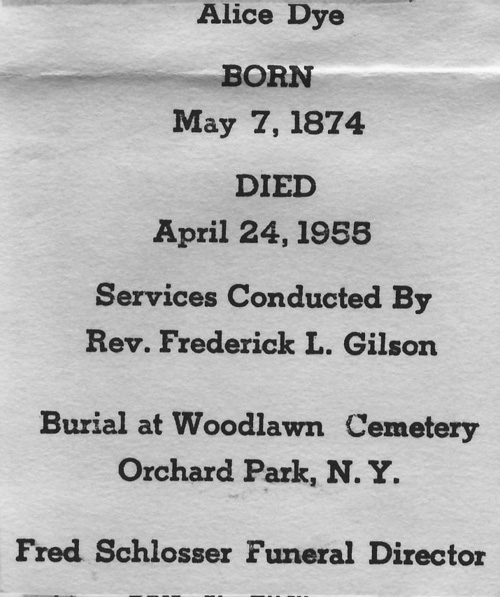 Alice Dye
BORN
May 7, 1874
DIED
April 24, 1955
Services Conducted By
Rev. Frederick L. Gilson
Burial at Woodlawn Cemetery
Orchard Park, N. Y.
Fred Schlosser Funeral Director